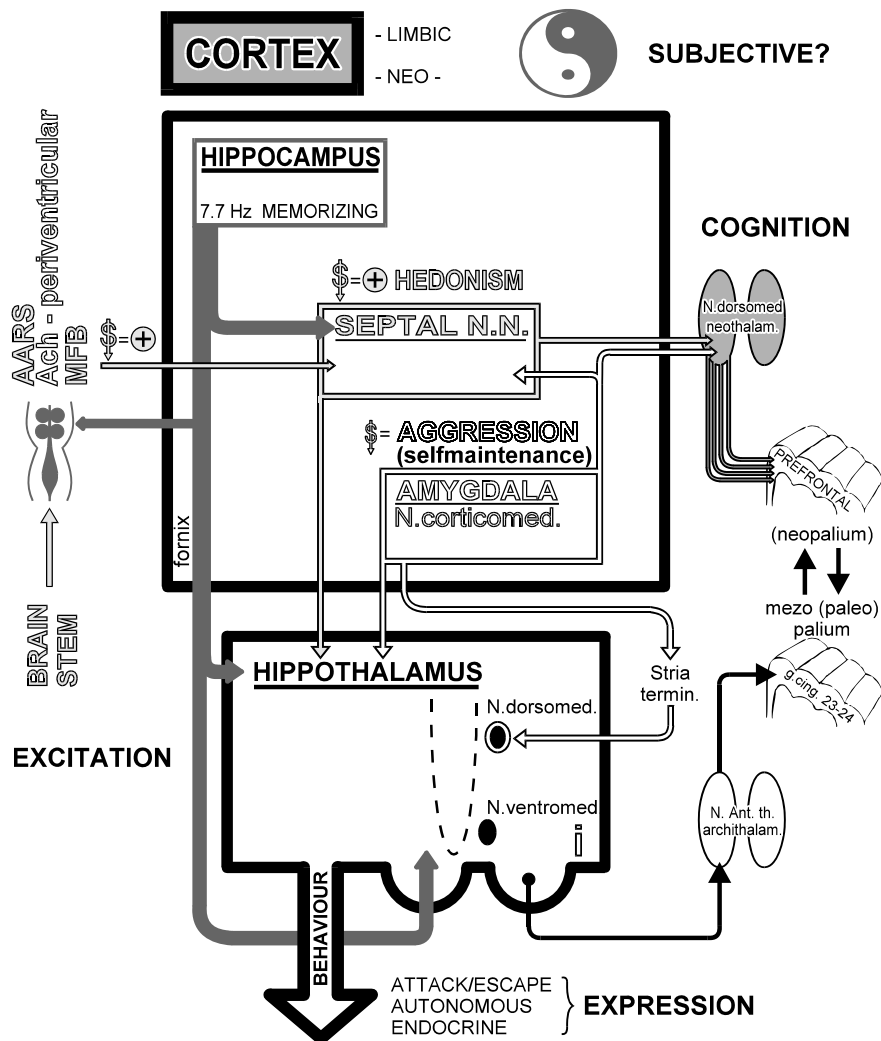 CORTEX
- LIMBIC
- NEO -
SUBJECTIVE?
HIPPOCAMPUS
7.7 Hz MEMORIZING
AARS
Ach - periventricular
MFB
$=+
$=+ HEDONISM
SEPTAL N.N.
COGNITION
N.dorsomed
neothalam.
$= AGGRESSION
(selfmaintenance)
AMYGDALA
N.corticomed.
PREFRONTAL
(neopalium)
fornix
mezo (paleo)
palium
BRAIN
STEM
HIPPOTHALAMUS
Stria
termin.
g.cing. 23-24
N.dorsomed.
EXCITATION
N.ventromed
i
N. Ant. th.
archithalam.
BEHAVIOUR
ATTACK/ESCAPE
AUTONOMOUS
ENDOCRINE
EXPRESSION